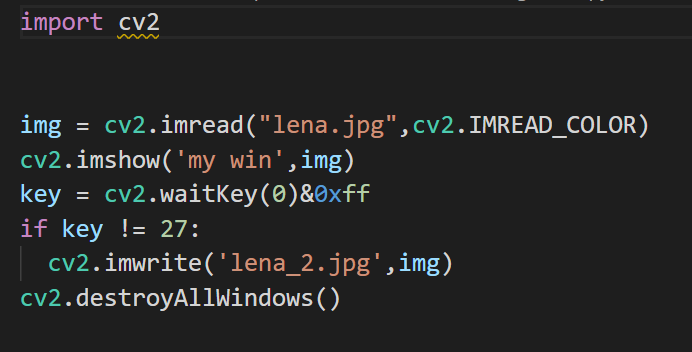 import cv2
img = cv2.imread("lena.jpg",cv2.IMREAD_COLOR)
cv2.imshow('my win',img)
key = cv2.waitKey(0)&0xff
if key != 27:
  cv2.imwrite('lena_2.jpg',img)
cv2.destroyAllWindows()